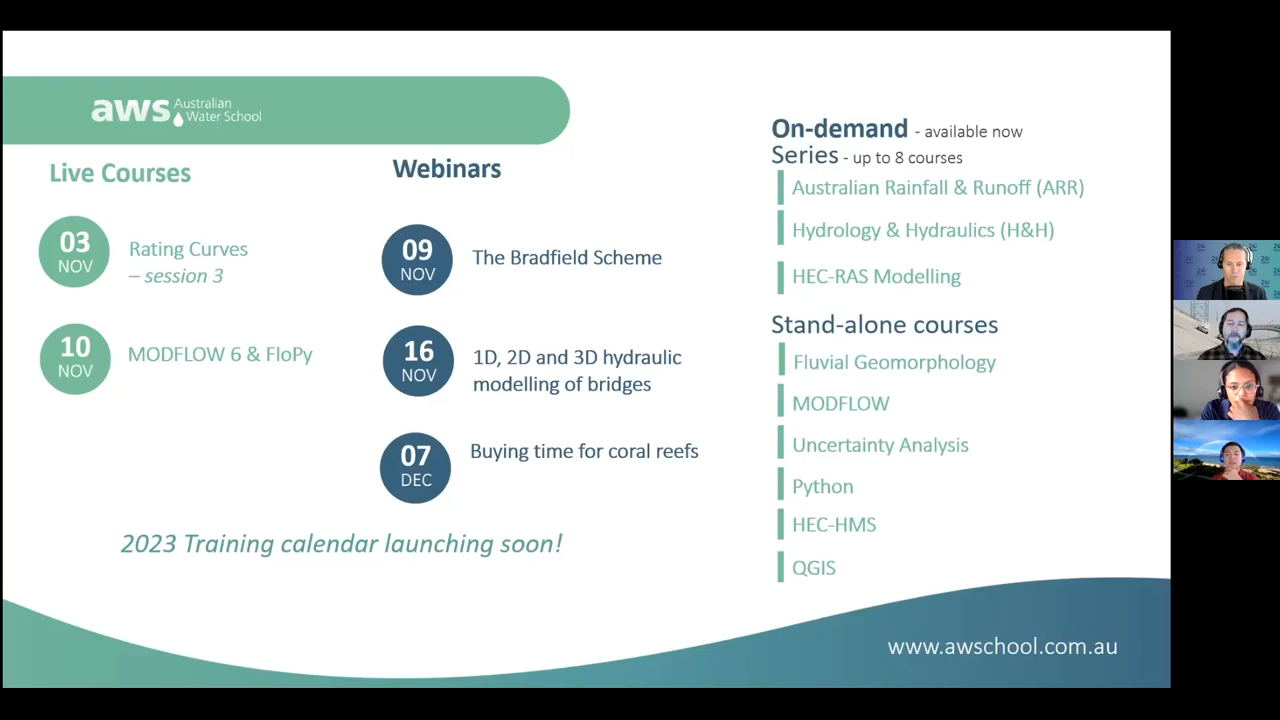 aws Australian
Water School
Live Courses
03
NOV
Rating Curves
– session 3
10
NOV
MODFLOW 6 & FloPy
Webinars
09
NOV
The Bradfield Scheme
16
NOV
1D, 2D and 3D hydraulic
modelling of bridges
07
DEC
Buying time for coral reefs
2023 Training calendar launching soon!
On-demand - available now
Series - up to 8 courses
Australian Rainfall & Runoff (ARR)
Hydrology & Hydraulics (H&H)
HEC-RAS Modelling
Stand-alone courses
Fluvial Geomorphology
MODFLOW
Uncertainty Analysis
Python
HEC-HMS
QGIS
www.awschool.com.au